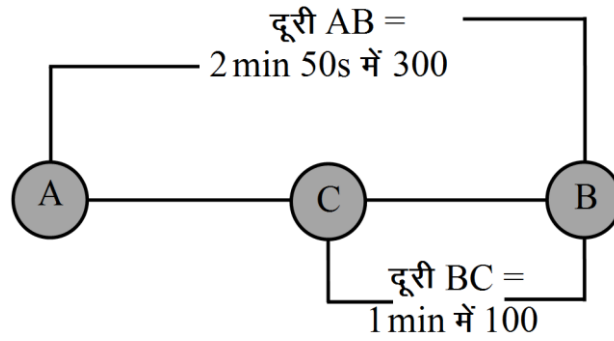 दूरी AB =
2 min 50s में 300
A
C
B
दूरी BC =
1 min में 100